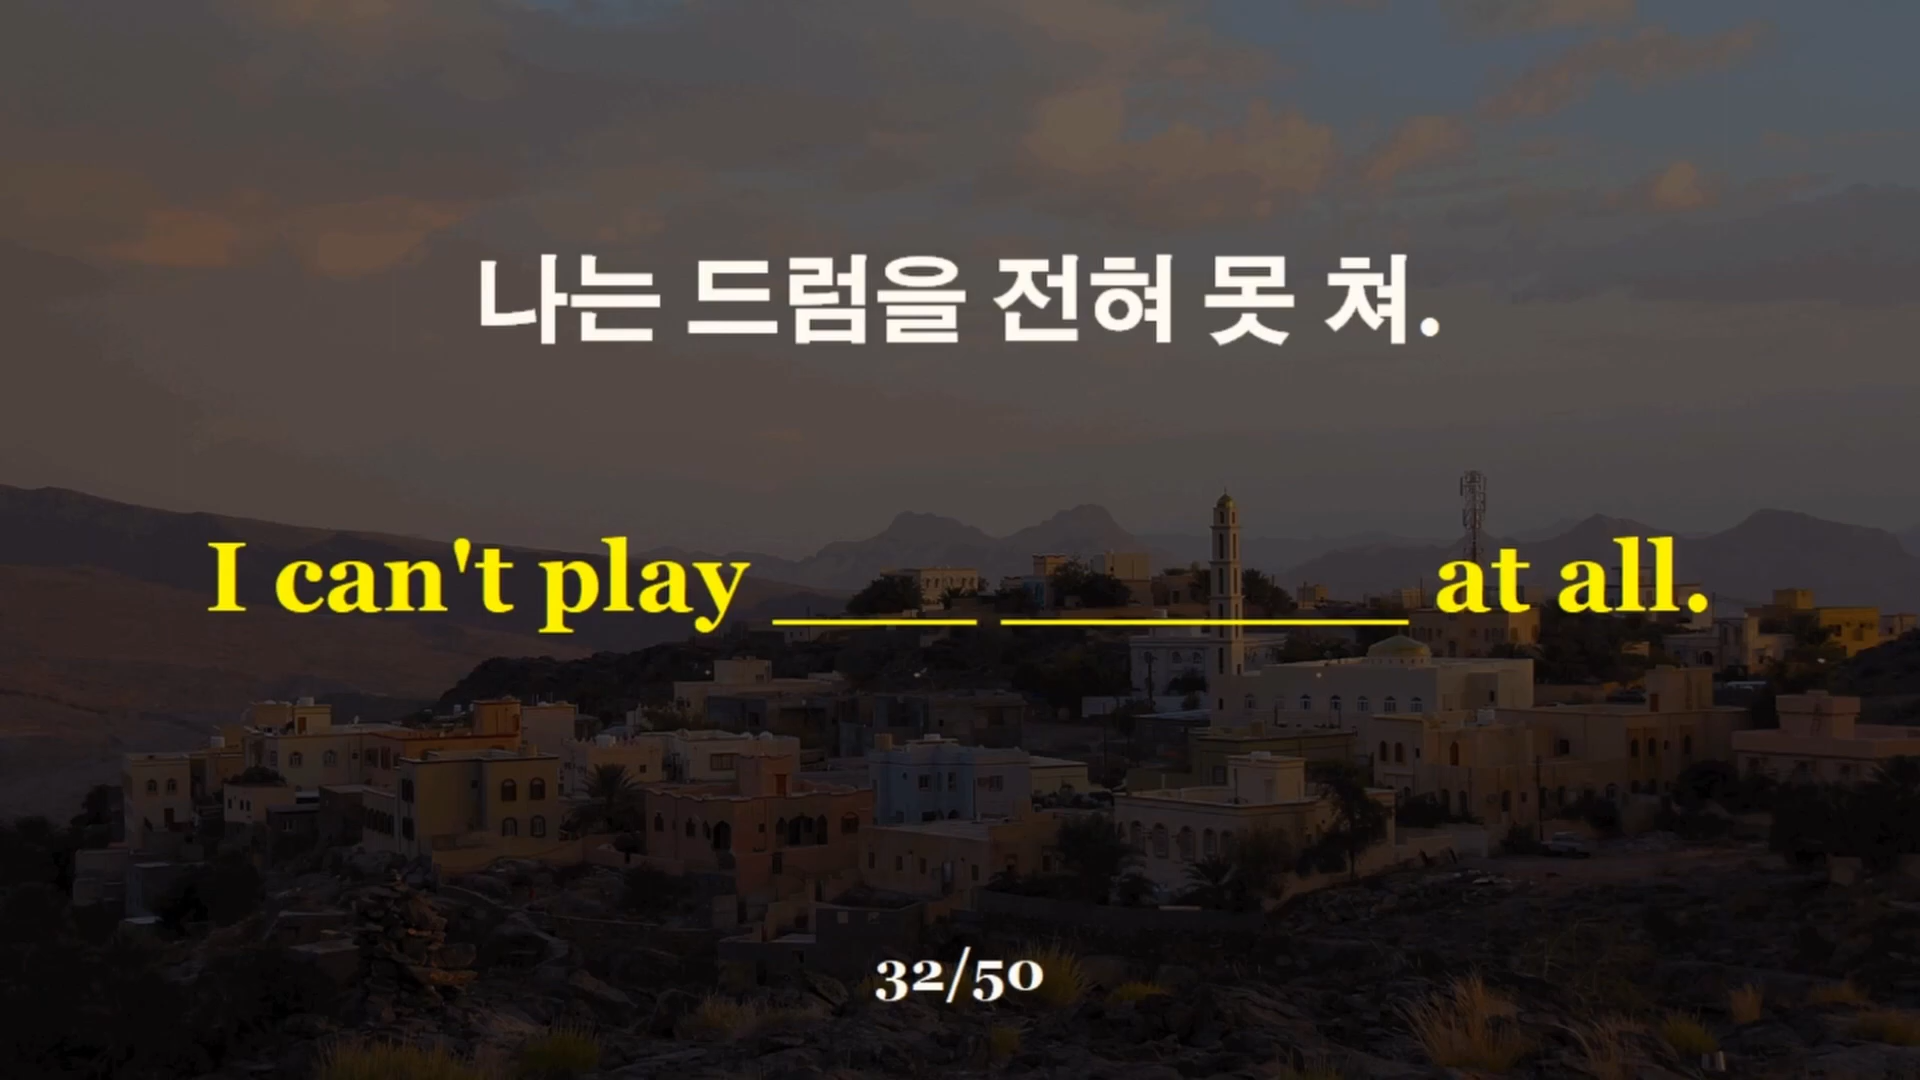 나는 드럼을 전혀 못 쳐.
I can't play ____ ________ at all.
32/50